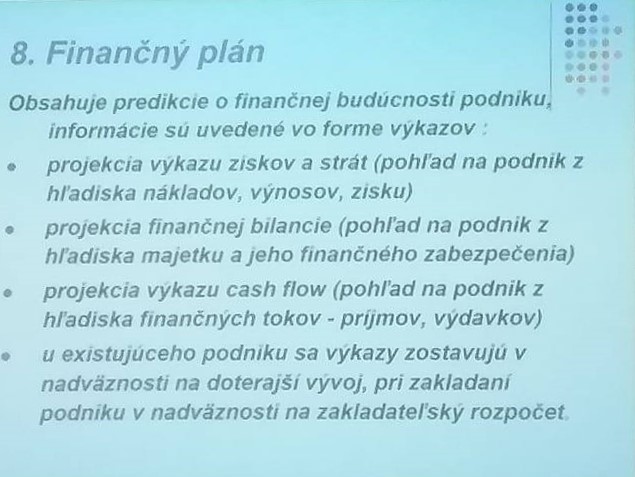 8. Finančný plán
Obsahuje predikcie o finančnej budúcnosti podniku,
informácie sú uvedené vo forme výkazov :
• projekcia výkazu ziskov a strát (pohľad na podnik z
hľadiska nákladov, výnosov, zisku)
• projekcia finančnej bilancie (pohľad na podnik z
hľadiska majetku a jeho finančného zabezpečenia)
• projekcia výkazu cash flow (pohľad na podnik z
hľadiska finančných tokov - príjmov, výdavkov)
• u existujúceho podniku sa výkazy zostavujú v
nadväznosti na doterajší vývoj, pri zakladaní
podniku v nadväznosti na zakladateľský rozpočet.